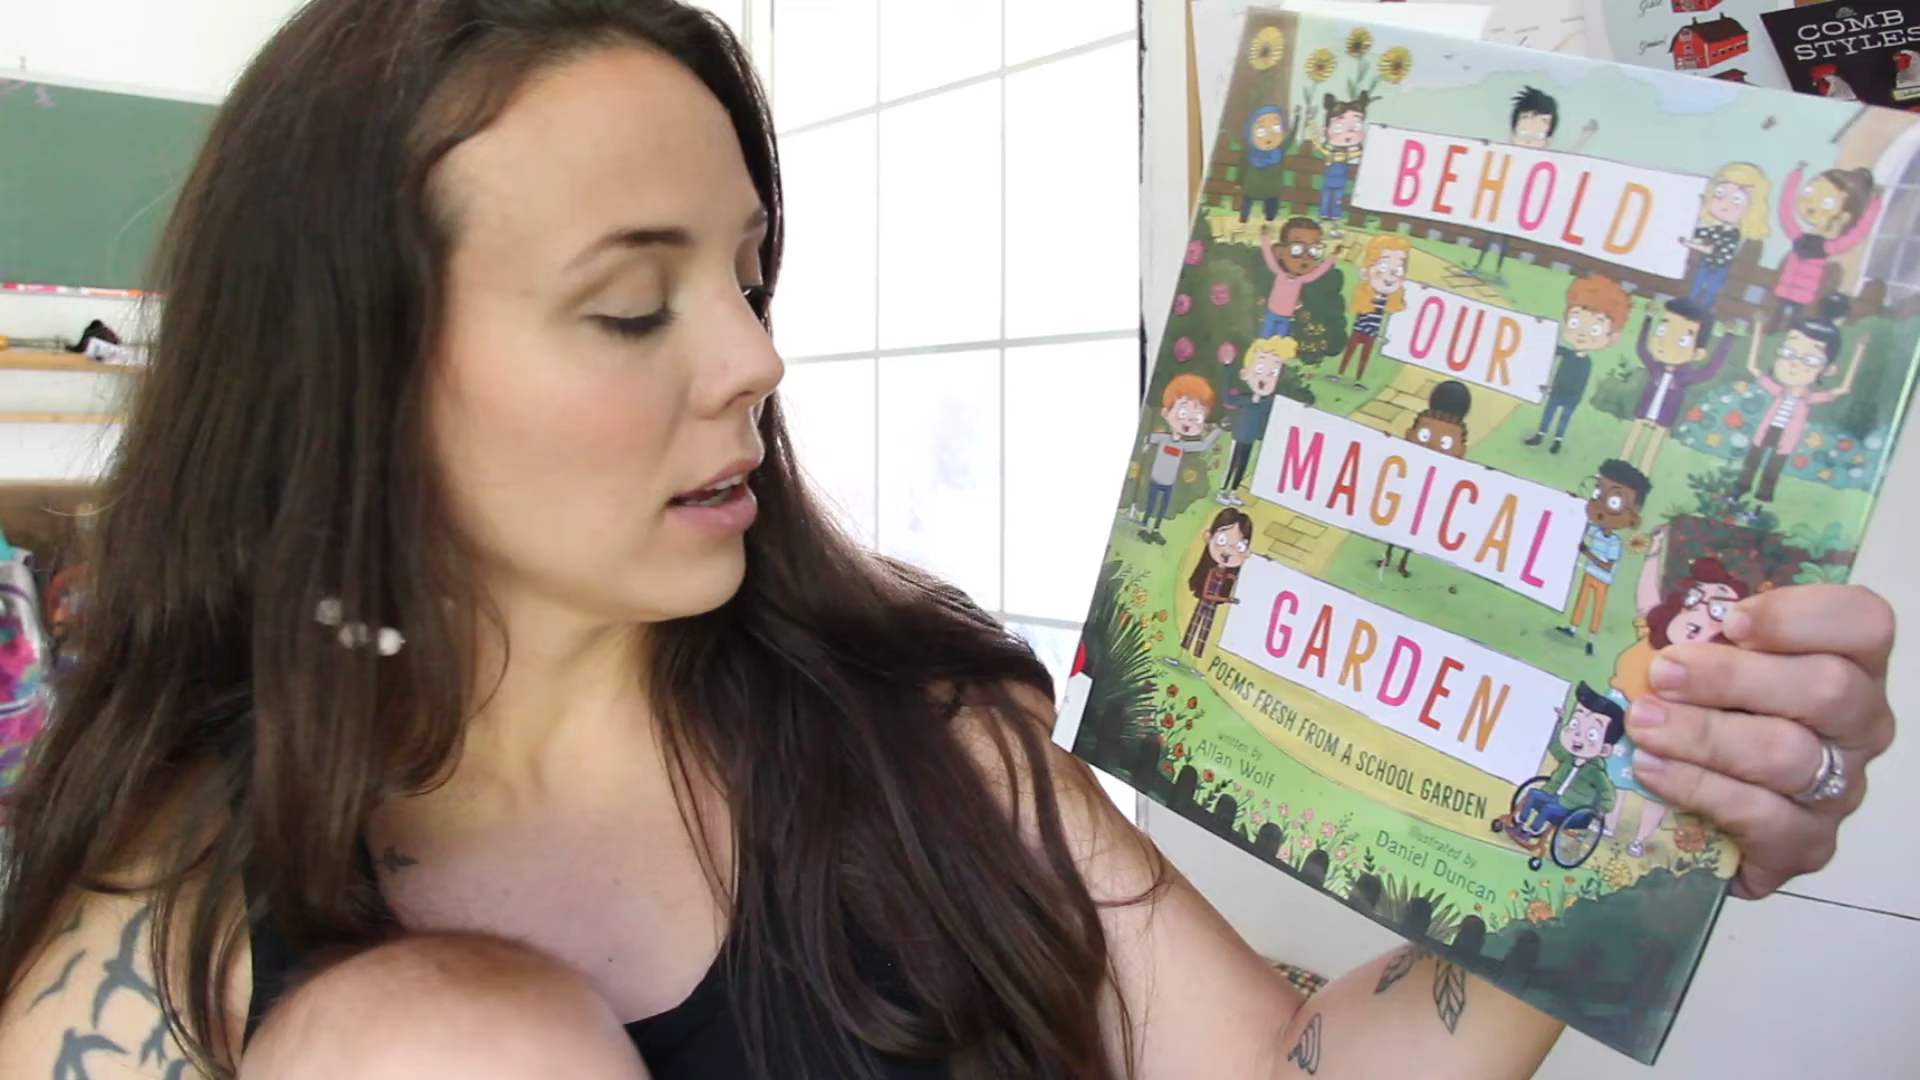 COMB
STYLES
BEHOLD
OUR
MAGICAL
GARDEN
POEMS FRESH FROM A SCHOOL GARDEN
written by
Allan Wolf
illustrated by
Daniel Duncan